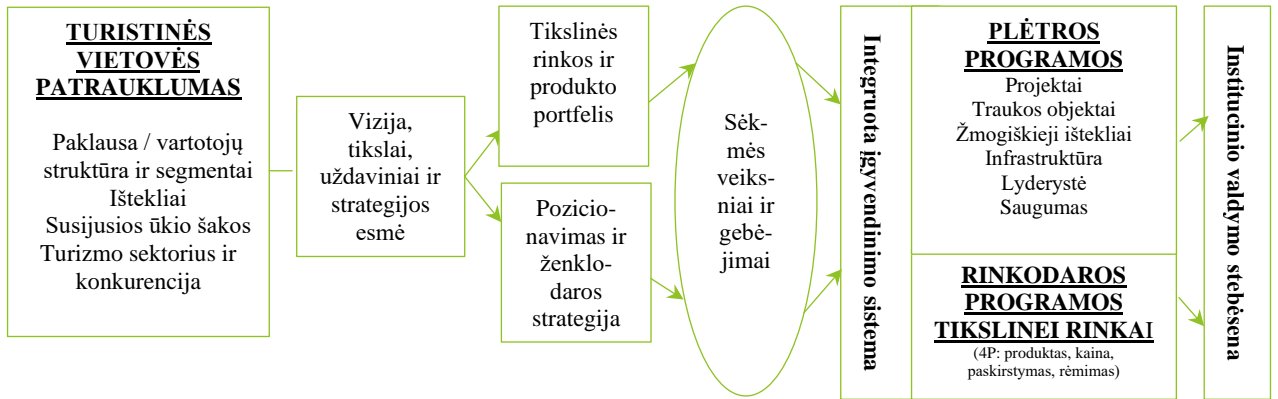 TURISTINĖS
VIETOVĖS
PATRAUKLUMAS
Paklausa / vartotojų
struktūra ir segmentai
Ištekliai
Susijusios ūkio šakos
Turizmo sektorius ir
konkurencija
Vizija,
tikslai,
uždaviniai ir
strategijos
esmė
Tikslinės
rinkos ir
produkto
portfelis
Pozicio-
navimas ir
ženklo-
daros
strategija
Sėk-
mės
veiks-
niai ir
gebė-
jimai
Integruota įgyvendinimo sistema
PLĖTROS
PROGRAMOS
Projektai
Traukos objektai
Žmogiškieji ištekliai
Infrastruktūra
Lyderystė
Saugumas
RINKODAROS
PROGRAMOS
TIKSLINEI RINKAI
(4P: produktas, kaina,
paskirstymas, rėmimas)
Institucinio valdymo stebėsena